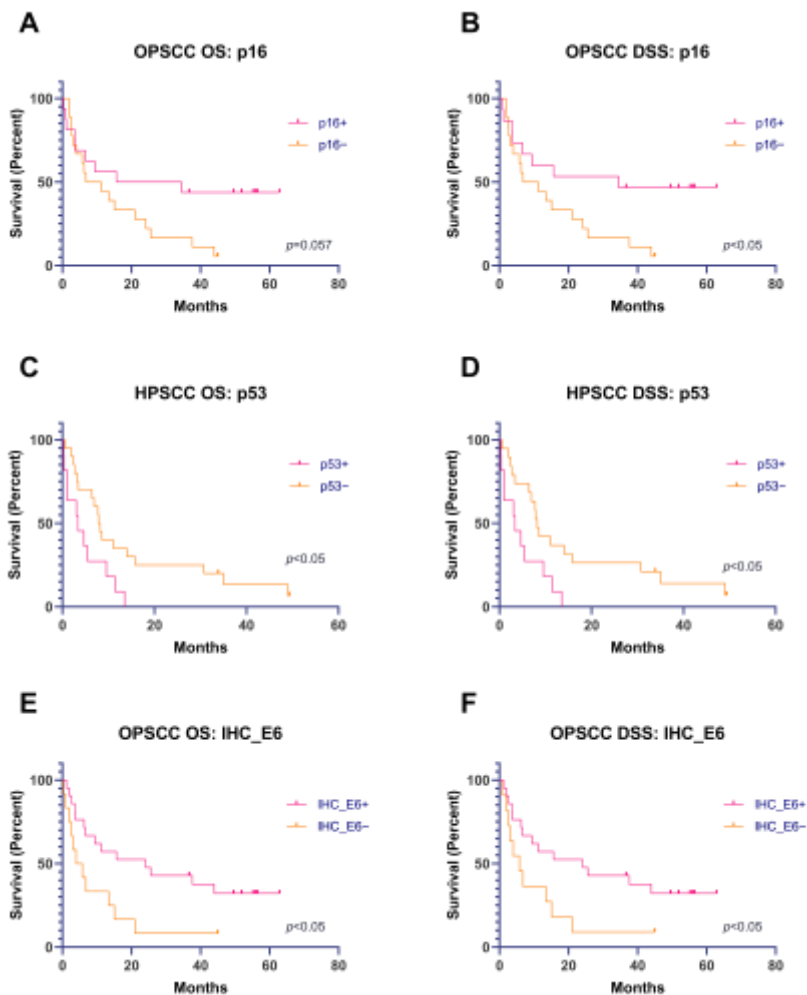 A
OPSCC OS: p16
Survival (Percent)
100
50
0
p16+
p16−
p=0.057
0 20 40 60 80
Months
B
OPSCC DSS: p16
Survival (Percent)
100
50
0
p16+
p16−
p<0.05
0 20 40 60 80
Months
C
HPSCC OS: p53
Survival (Percent)
100
50
0
p53+
p53−
p<0.05
0 20 40 60
Months
D
HPSCC DSS: p53
Survival (Percent)
100
50
0
p53+
p53−
p<0.05
0 20 40 60
Months
E
OPSCC OS: IHC_E6
Survival (Percent)
100
50
0
IHC_E6+
IHC_E6−
p<0.05
0 20 40 60 80
Months
F
OPSCC DSS: IHC_E6
Survival (Percent)
100
50
0
IHC_E6+
IHC_E6−
p<0.05
0 20 40 60 80
Months